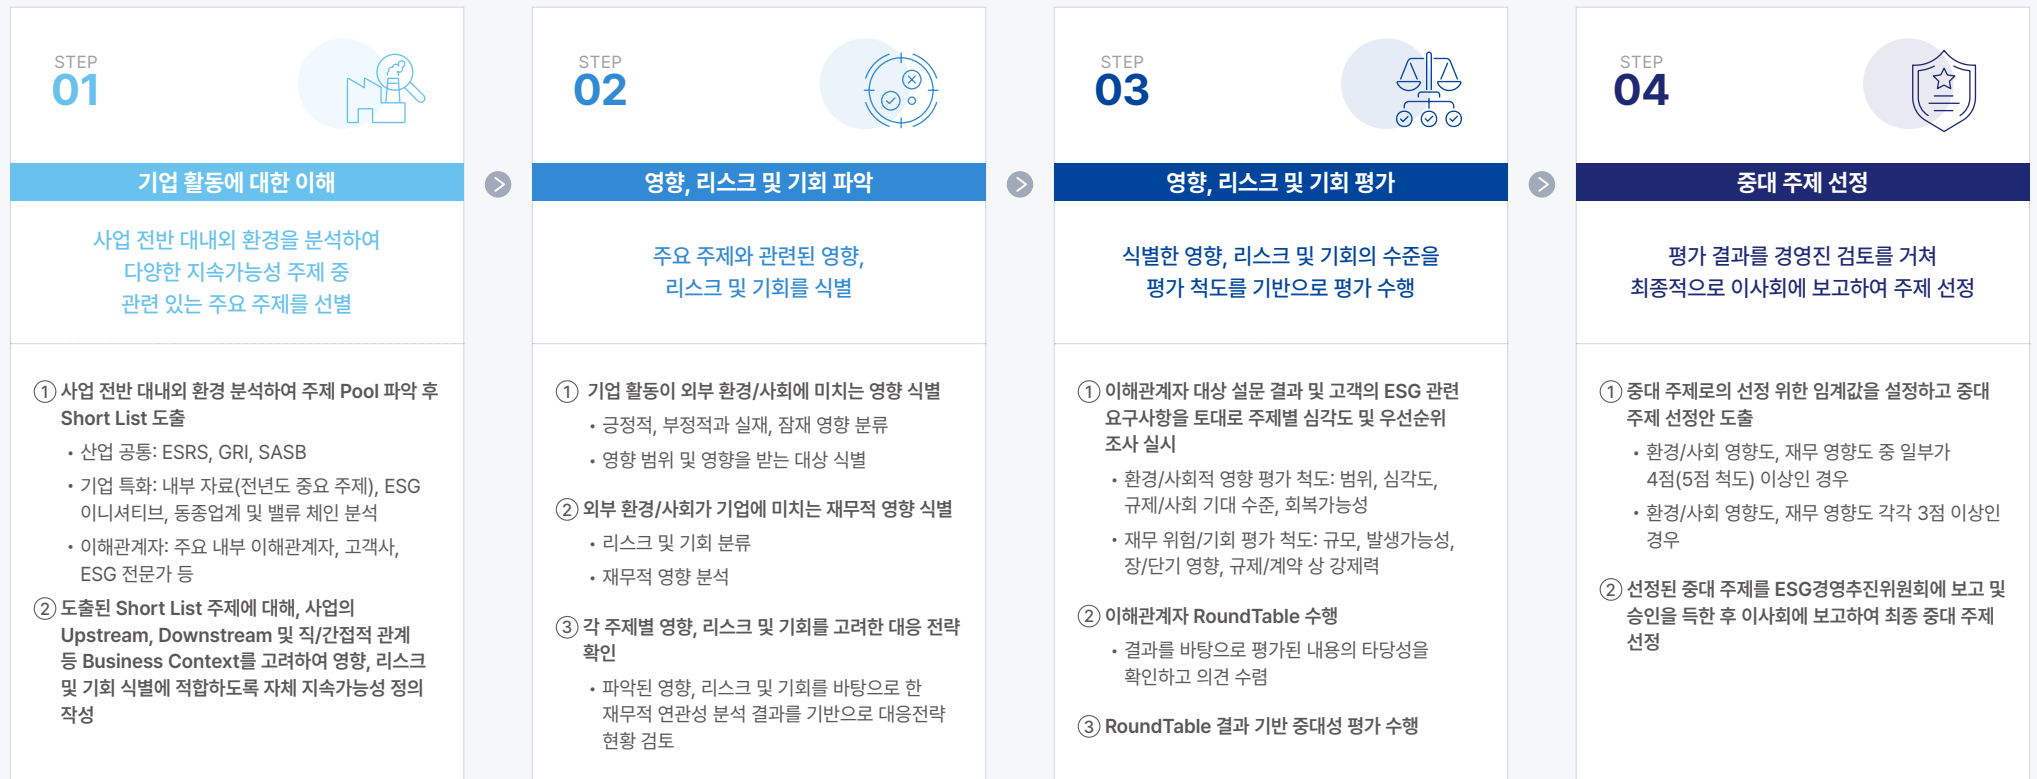 STEP
01
기업 활동에 대한 이해
사업 전반 대내외 환경을 분석하여
다양한 지속가능성 주제 중
관련 있는 주요 주제를 선별
① 사업 전반 대내외 환경 분석하여 주제 Pool 파악 후
Short List 도출
• 산업 공통: ESRS, GRI, SASB
• 기업 특화: 내부 자료(전년도 중요 주제), ESG
이니셔티브, 동종업계 및 밸류 체인 분석
• 이해관계자: 주요 내부 이해관계자, 고객사,
ESG 전문가 등
② 도출된 Short List 주제에 대해, 사업의
Upstream, Downstream 및 직/간접적 관계
등 Business Context를 고려하여 영향, 리스크
및 기회 식별에 적합하도록 자체 지속가능성 정의
작성
STEP
02
영향, 리스크 및 기회 파악
주요 주제와 관련된 영향,
리스크 및 기회를 식별
① 기업 활동이 외부 환경/사회에 미치는 영향 식별
• 긍정적, 부정적과 실재, 잠재 영향 분류
• 영향 범위 및 영향을 받는 대상 식별
② 외부 환경/사회가 기업에 미치는 재무적 영향 식별
• 리스크 및 기회 분류
• 재무적 영향 분석
③ 각 주제별 영향, 리스크 및 기회를 고려한 대응 전략
확인
• 파악된 영향, 리스크 및 기회를 바탕으로 한
재무적 연관성 분석 결과를 기반으로 대응전략
현황 검토
STEP
03
영향, 리스크 및 기회 평가
식별한 영향, 리스크 및 기회의 수준을
평가 척도를 기반으로 평가 수행
① 이해관계자 대상 설문 결과 및 고객의 ESG 관련
요구사항을 토대로 주제별 심각도 및 우선순위
조사 실시
• 환경/사회적 영향 평가 척도: 범위, 심각도,
규제/사회 기대 수준, 회복가능성
• 재무 위험/기회 평가 척도: 규모, 발생가능성,
장/단기 영향, 규제/계약 상 강제력
② 이해관계자 RoundTable 수행
• 결과를 바탕으로 평가된 내용의 타당성을
확인하고 의견 수렴
③ RoundTable 결과 기반 중대성 평가 수행
STEP
04
중대 주제 선정
평가 결과를 경영진 검토를 거쳐
최종적으로 이사회에 보고하여 주제 선정
① 중대 주제로의 선정 위한 임계값을 설정하고 중대
주제 선정안 도출
• 환경/사회 영향도, 재무 영향도 중 일부가
4점(5점 척도) 이상인 경우
• 환경/사회 영향도, 재무 영향도 각각 3점 이상인
경우
② 선정된 중대 주제를 ESG경영추진위원회에 보고 및
승인을 득한 후 이사회에 보고하여 최종 중대 주제
선정